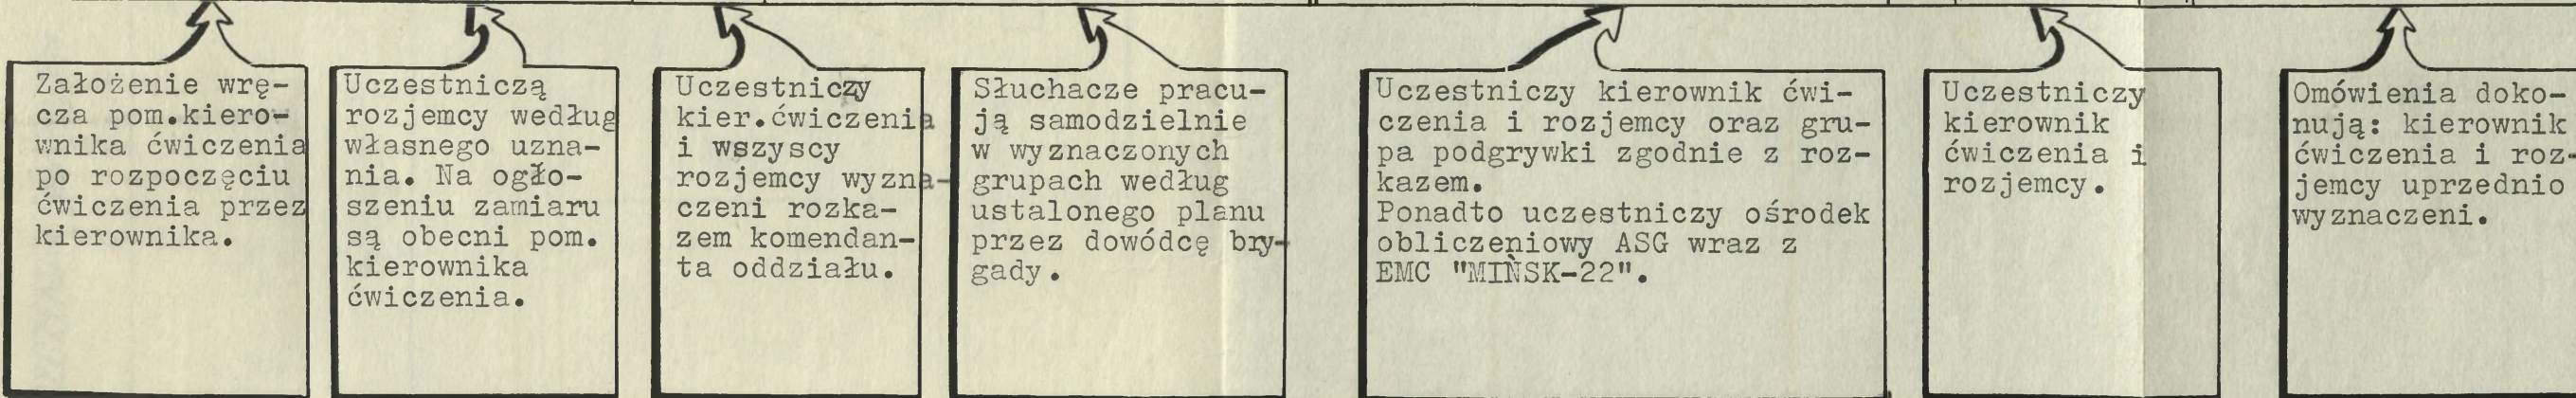 Założenie wrę-
cza pom.kiero-
wnika ćwiczenia
po rozpoczęciu
ćwiczenia przez
kierownika.
Uczestniczą
rozjemcy według
własnego uzna-
nia. Na ogło-
szeniu zamiaru
są obecni pom.
kierownika
ćwiczenia.
Uczestniczy
kier.ćwiczenia
i wszyscy
rozjemcy wyzna-
czeni rozka-
zem komendan-
ta oddziału.
Słuchacze pracu-
ją samodzielnie
w wyznaczonych
grupach według
ustalonego planu
przez dowódcę bry-
gady.
Uczestniczy kierownik ćwi-
czenia i rozjemcy oraz gru-
pa podgrywki zgodnie z roz-
kazem.
Ponadto uczestniczy ośrodek
obliczeniowy ASG wraz z
EMC "MIŃSK-22".
Uczestniczy
kierownik
ćwiczenia i
rozjemcy.
Omówienia doko-
nują: kierownik
ćwiczenia i roz-
jemcy uprzednio
wyznaczeni.